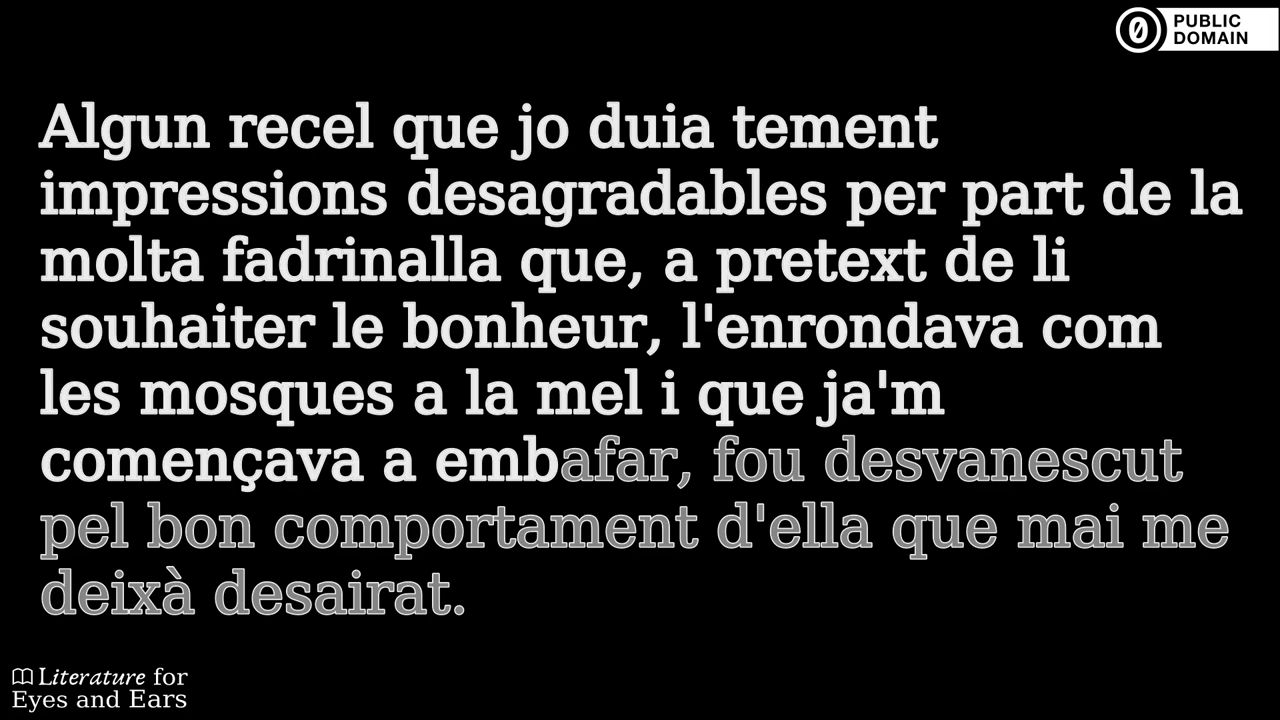 PUBLIC
DOMAIN
Algun recel que jo duia tement
impressions desagradables per part de la
molta fadrinalla que, a pretext de li
souhaiter le bonheur, l'enrondava com
les mosques a la mel i que ja'm
començava a embafar, fou desvanescut
pel bon comportament d'ella que mai me
deixà desairat.
Literature for
Eyes and Ears